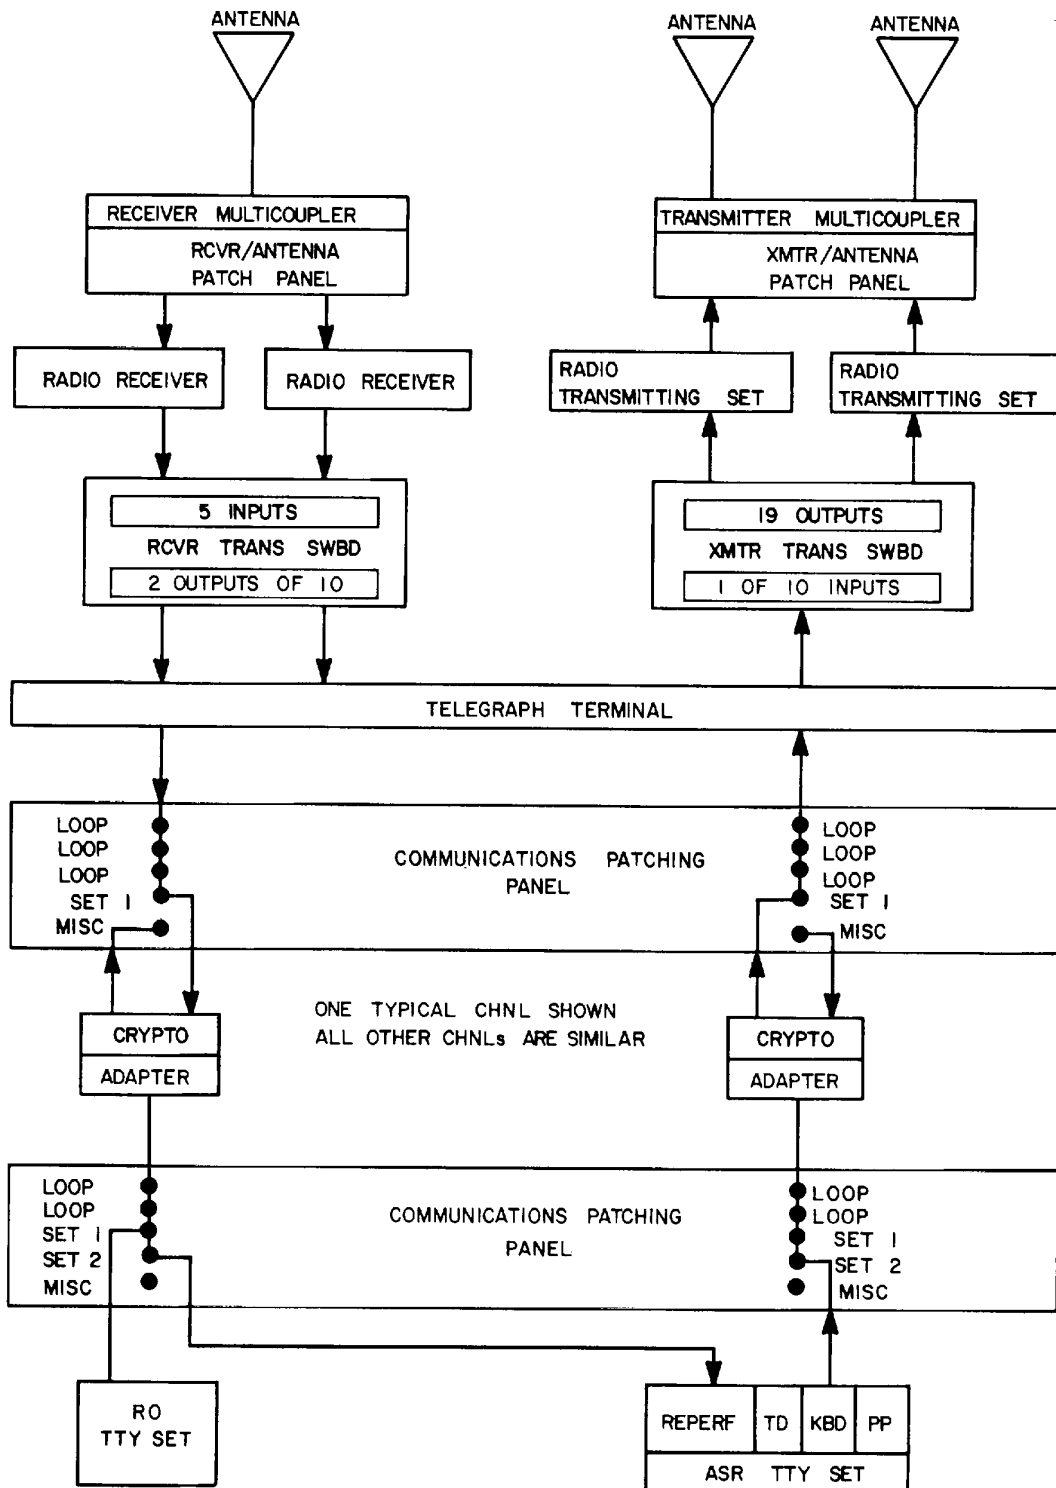 ANTENNA
ANTENNA
ANTENNA
RECEIVER MULTICOUPLER
RCVR/ANTENNA
PATCH PANEL
TRANSMITTER MULTICOUPLER
XMTR/ANTENNA
PATCH PANEL
RADIO RECEIVER
RADIO RECEIVER
RADIO
TRANSMITTING SET
RADIO
TRANSMITTING SET
5 INPUTS
RCVR TRANS SWBD
2 OUTPUTS OF 10
19 OUTPUTS
XMTR TRANS SWBD
1 OF 10 INPUTS
TELEGRAPH TERMINAL
LOOP
LOOP
LOOP
SET 1
MISC
COMMUNICATIONS PATCHING
PANEL
LOOP
LOOP
LOOP
SET 1
MISC
CRYPTO
ADAPTER
ONE TYPICAL CHNL SHOWN
ALL OTHER CHNLs ARE SIMILAR
CRYPTO
ADAPTER
LOOP
LOOP
SET 1
SET 2
MISC
COMMUNICATIONS PATCHING
PANEL
LOOP
LOOP
SET 1
SET 2
MISC
RO
TTY SET
REPERF TD KBD PP
ASR TTY SET